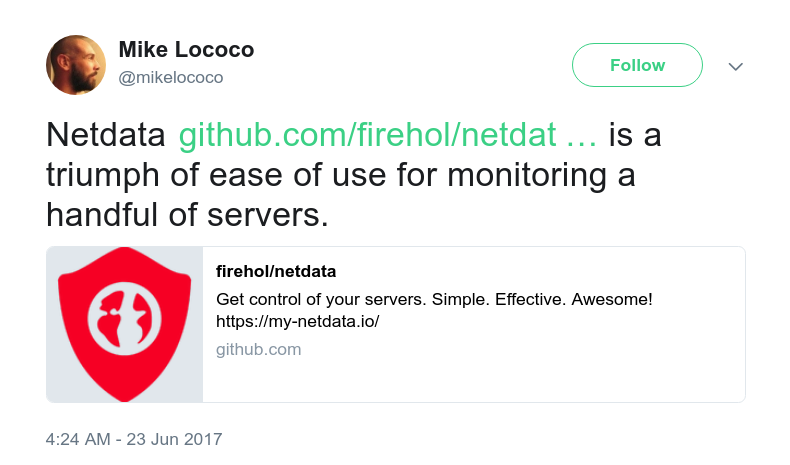 Mike Lococo
@mikelococo
Follow
Netdata github.com/firehol/netdat … is a
triumph of ease of use for monitoring a
handful of servers.
firehol/netdata
Get control of your servers. Simple. Effective. Awesome!
https://my-netdata.io/
github.com
4:24 AM - 23 Jun 2017